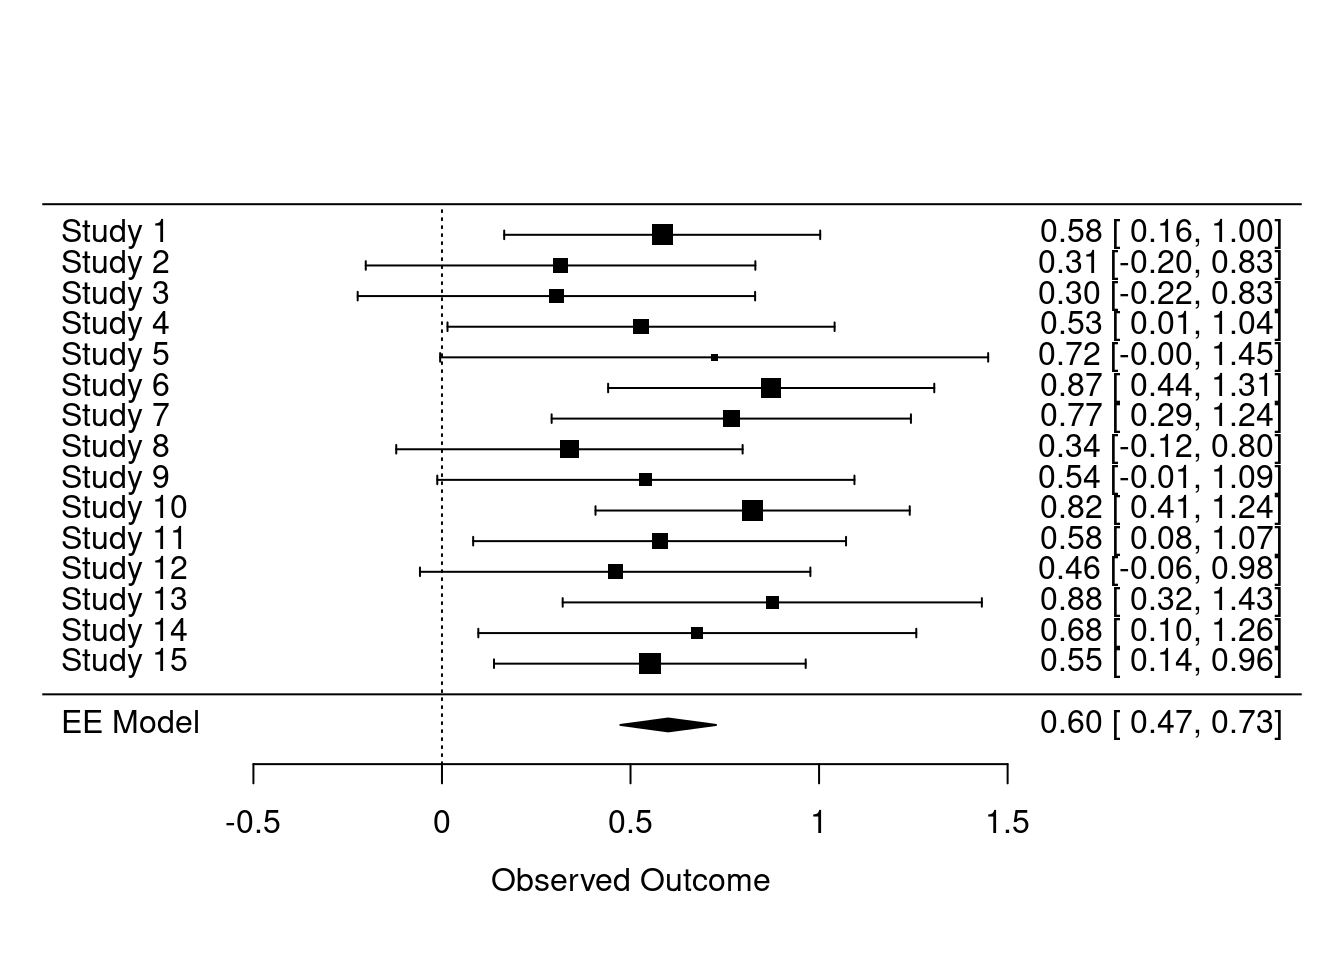 Study 1 0.58 [ 0.16, 1.00]
Study 2 0.31 [-0.20, 0.83]
Study 3 0.30 [-0.22, 0.83]
Study 4 0.53 [ 0.01, 1.04]
Study 5 0.72 [-0.00, 1.45]
Study 6 0.87 [ 0.44, 1.31]
Study 7 0.77 [ 0.29, 1.24]
Study 8 0.34 [-0.12, 0.80]
Study 9 0.54 [-0.01, 1.09]
Study 10 0.82 [ 0.41, 1.24]
Study 11 0.58 [ 0.08, 1.07]
Study 12 0.46 [-0.06, 0.98]
Study 13 0.88 [ 0.32, 1.43]
Study 14 0.68 [ 0.10, 1.26]
Study 15 0.55 [ 0.14, 0.96]
EE Model 0.60 [ 0.47, 0.73]
-0.5 0 0.5 1 1.5
Observed Outcome